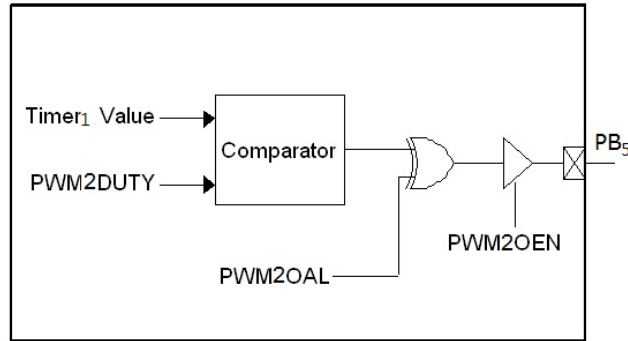 Timer1 Value
Comparator
PB5
PWM2DUTY
PWM2OEN
PWM2OAL